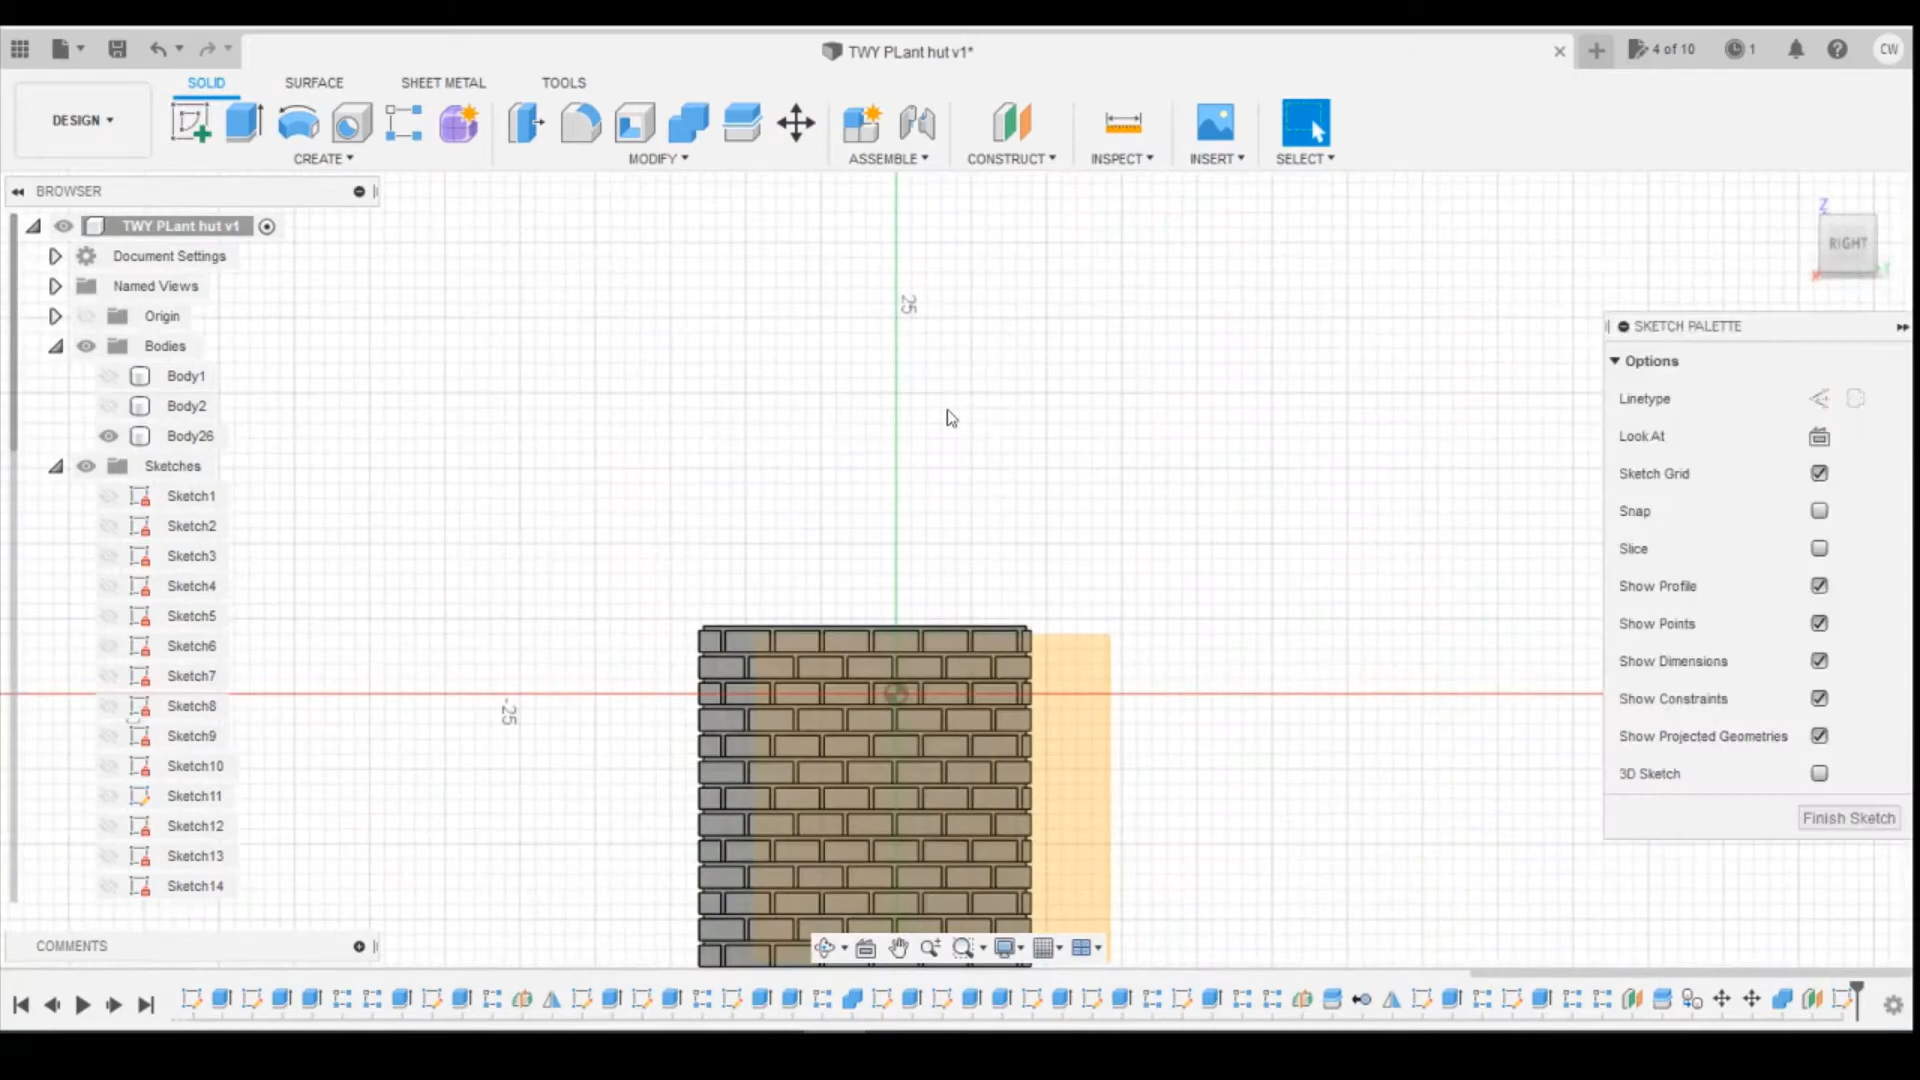 TWY PLant hut v1*
4 of 10
1
CW
SOLID
SURFACE
SHEET METAL
TOOLS
DESIGN
CREATE
MODIFY
ASSEMBLE
CONSTRUCT
INSPECT
INSERT
SELECT
BROWSER
TWY PLant hut v1
Document Settings
Named Views
Origin
Bodies
Body1
Body2
Body26
Sketches
Sketch1
Sketch2
Sketch3
Sketch4
Sketch5
Sketch6
Sketch7
Sketch8
Sketch9
Sketch10
Sketch11
Sketch12
Sketch13
Sketch14
COMMENTS
25
-25
Z
RIGHT
X
Y
SKETCH PALETTE
Options
Linetype
Look At
Sketch Grid
Snap
Slice
Show Profile
Show Points
Show Dimensions
Show Constraints
Show Projected Geometries
3D Sketch
Finish Sketch